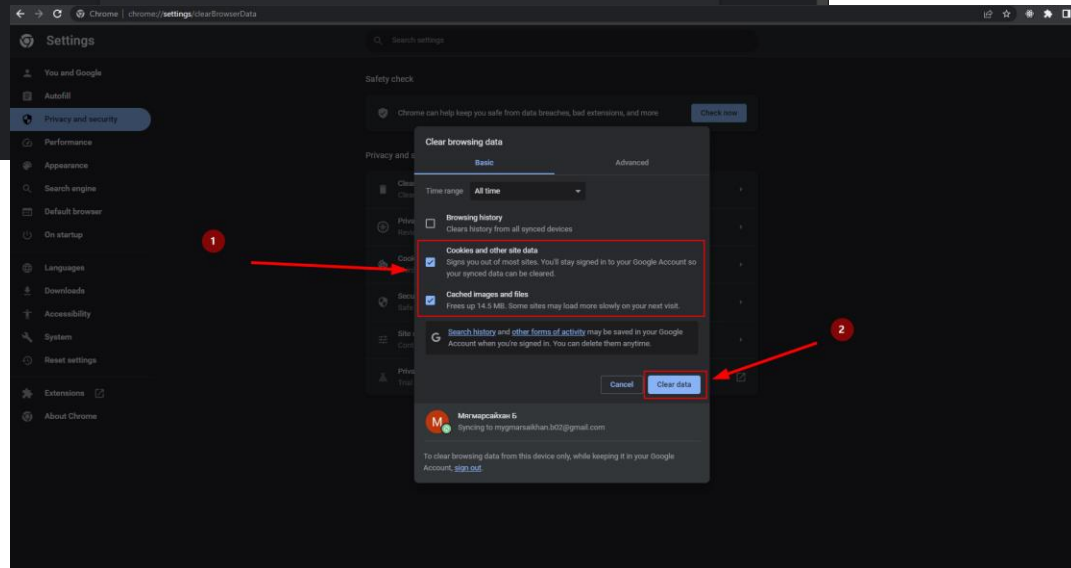 Chrome | chrome://settings/clearBrowserData
Settings
Search settings
You and Google
Autofill
Privacy and security
Performance
Appearance
Search engine
Default browser
On startup
Languages
Downloads
Accessibility
System
Reset settings
Extensions
About Chrome
Safety check
Chrome can help keep you safe from data breaches, bad extensions, and more
Check now
Privacy and s
Clear browsing data
Basic
Advanced
Time range
All time
Browsing history
Clears history from all synced devices
1
Cookies and other site data
Signs you out of most sites. You'll stay signed in to your Google Account so
your synced data can be cleared.
Cached images and files
Frees up 14.5 MB. Some sites may load more slowly on your next visit.
G
Search history and other forms of activity may be saved in your Google
Account when you're signed in. You can delete them anytime.
2
Cancel
Clear data
M
Мягмарсайхан Б
Syncing to mygmarsaikhan.b02@gmail.com
To clear browsing data from this device only, while keeping it in your Google
Account, sign out.